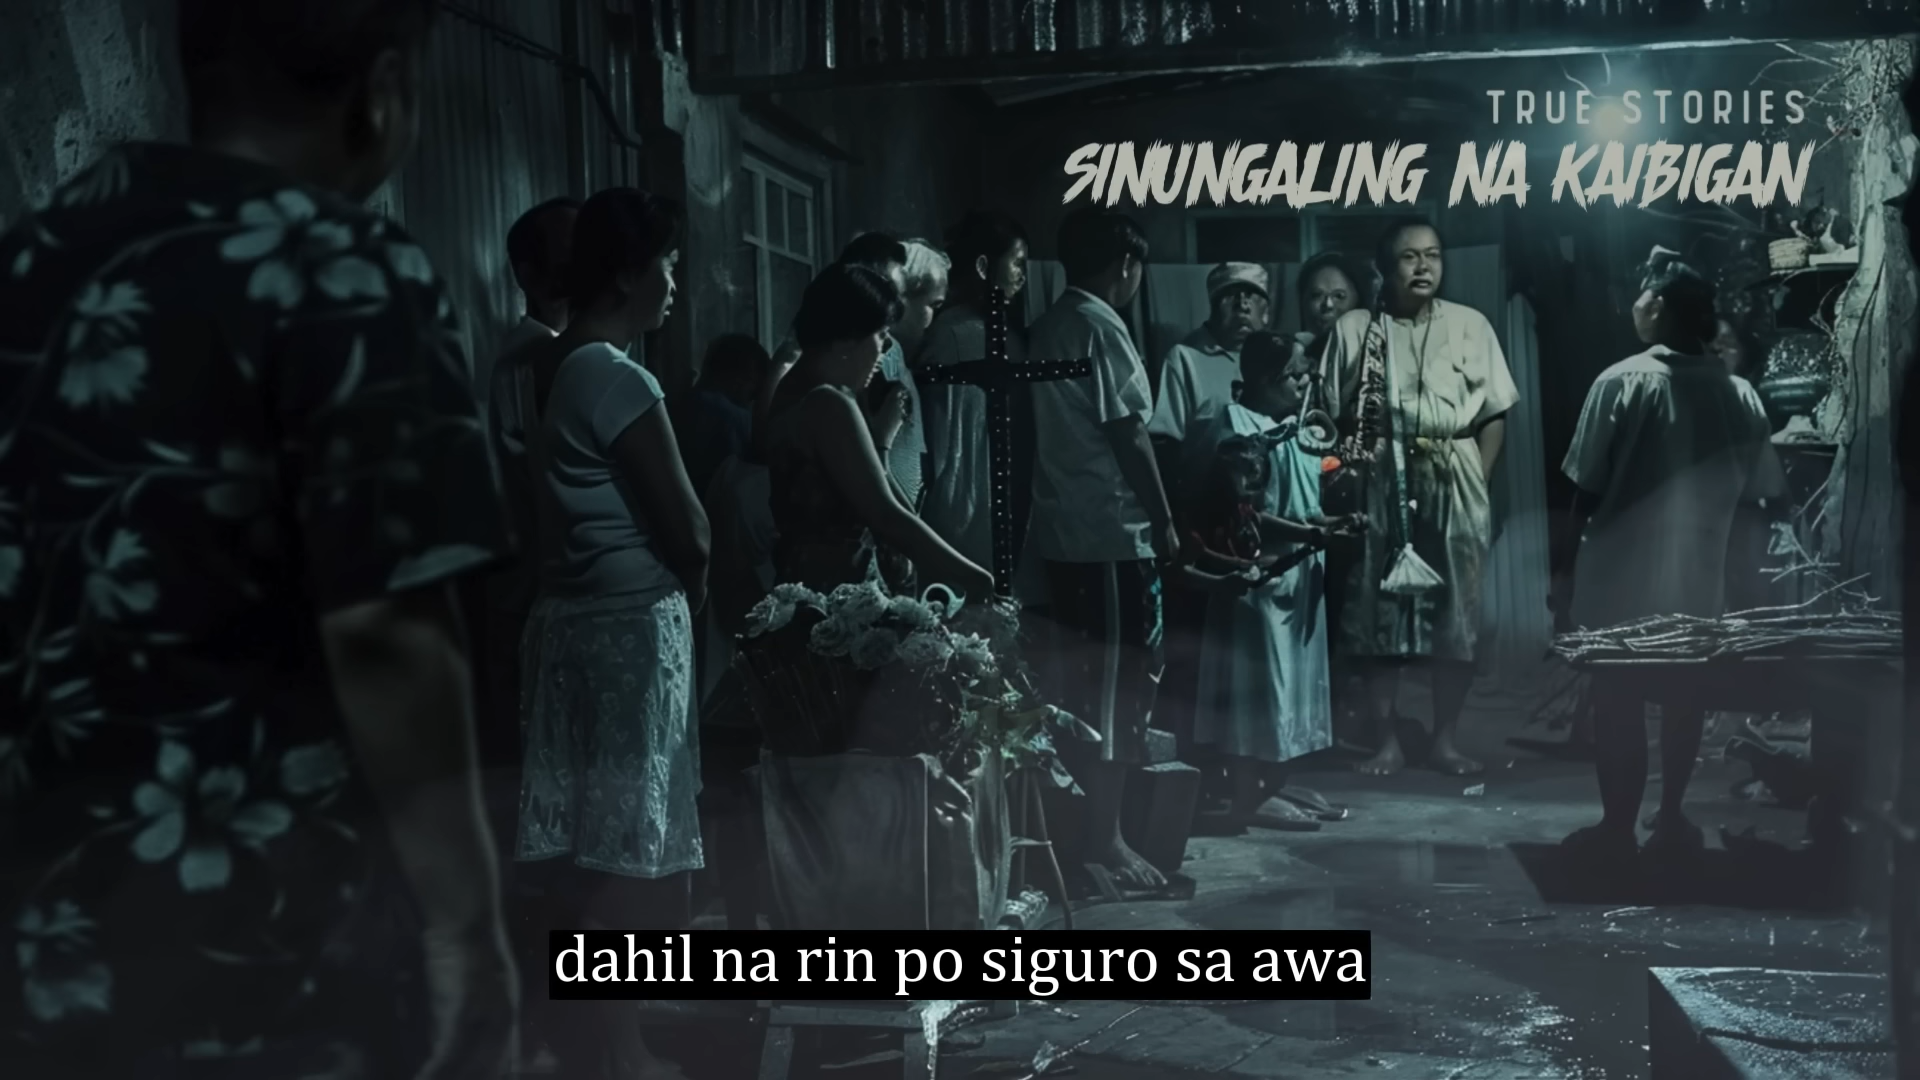 TRUE STORIES
SINUNGALING NA KAIBIGAN
dahil na rin po siguro sa awa